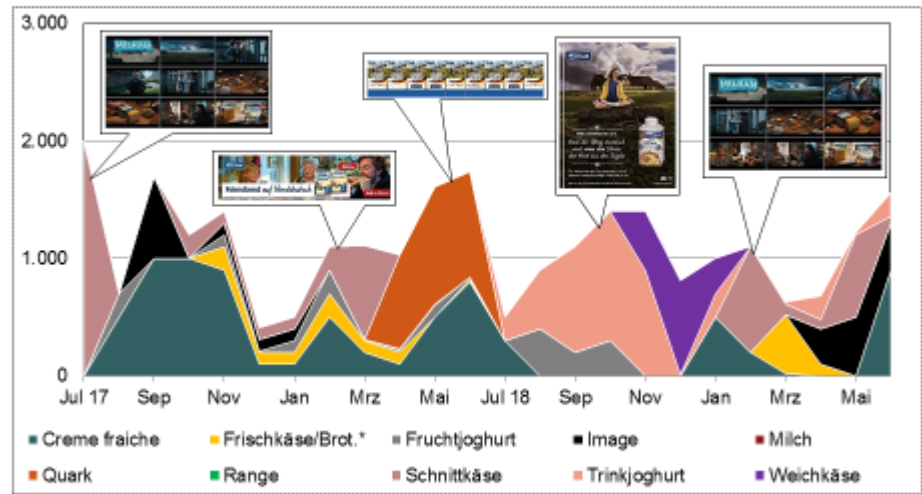 3.000
2.000
1.000
0
Jul 17 Sep Nov Jan Mrz Mai Jul 18 Sep Nov Jan Mrz Mai
Creme fraiche Frischkäse/Brot.* Fruchtjoghurt Image Milch
Quark Range Schnittkäse Trinkjoghurt Weichkäse